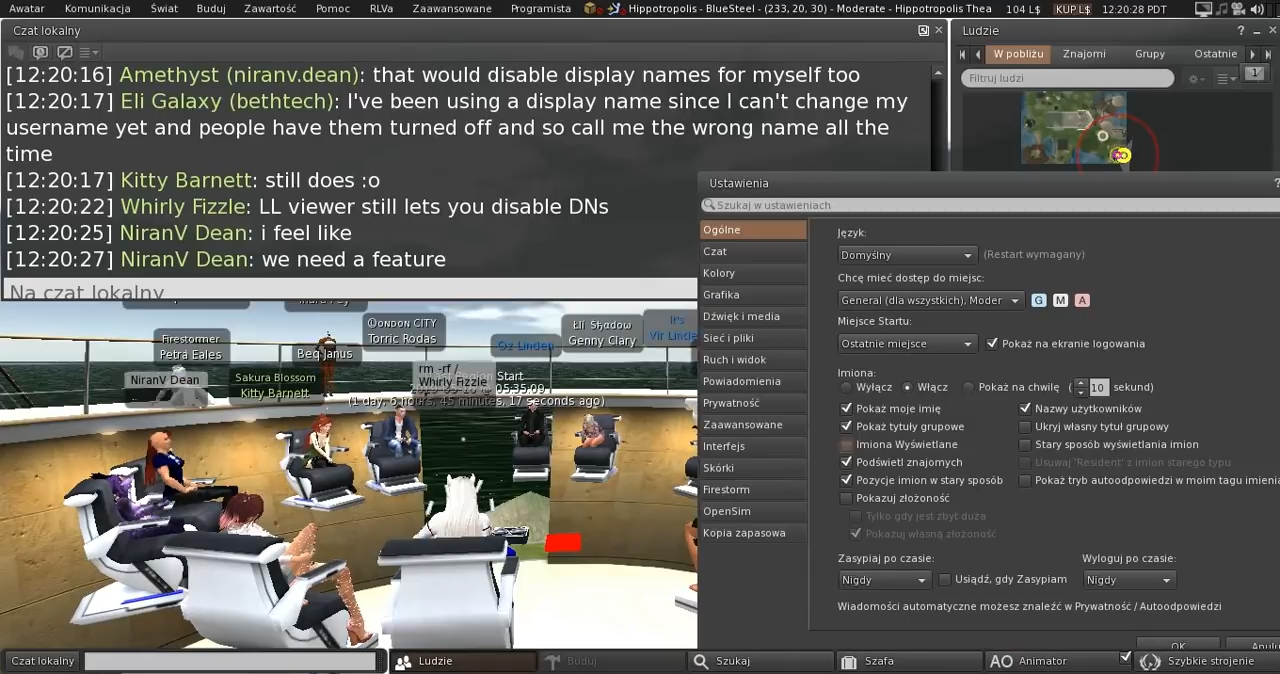 Awatar Komunikacja Świat Buduj Zawartość Pomoc RLVa Zaawansowane Programista Hippotropolis - BlueSteel - (233, 20, 30) - Moderate - Hippotropolis Thea 104 L$ KUP L$ 12:20:28 PDT
Czat lokalny
[12:20:16] Amethyst (niranv.dean): that would disable display names for myself too
[12:20:17] Eli Galaxy (bethtech): I've been using a display name since I can't change my
username yet and people have them turned off and so call me the wrong name all the
time
[12:20:17] Kitty Barnett: still does :o
[12:20:22] Whirly Fizzle: LL viewer still lets you disable DNs
[12:20:25] NiranV Dean: i feel like
[12:20:27] NiranV Dean: we need a feature
Na czat lokalny
Ludzie
W pobliżu Znajomi Grupy Ostatnie
Filtruj ludzi
1
Ustawienia
Szukaj w ustawieniach
Ogólne
Czat
Kolory
Grafika
Dźwięk i media
Sieć i pliki
Ruch i widok
Powiadomienia
Prywatność
Zaawansowane
Interfejs
Skórki
Firestorm
OpenSim
Kopia zapasowa
Język:
Domyślny (Restart wymagany)
Chcę mieć dostęp do miejsc:
General (dla wszystkich), Moder G M A
Miejsce Startu:
Ostatnie miejsce Pokaż na ekranie logowania
Imiona:
Wyłącz Włącz Pokaż na chwilę ( 10 sekund)
Pokaż moje imię Nazwy użytkowników
Pokaż tytuły grupowe Ukryj własny tytuł grupowy
Imiona Wyświetlane Stary sposób wyświetlania imion
Podświetl znajomych Usuwaj 'Resident' z imion starego typu
Pozycje imion w stary sposób Pokaż tryb autoodpowiedzi w moim tagu imienia
Pokazuj złożoność
Tylko gdy jest zbyt duża
Pokazuj własną złożoność
Zasypiaj po czasie: Wyloguj po czasie:
Nigdy Usiądź, gdy Zasypiam Nigdy
Wiadomości automatyczne możesz znaleźć w Prywatność / Autoodpowiedzi
OK
Firestormer
Petra Eales
NiranV Dean
Sakura Blossom
Kitty Barnett
Beq Janus
LONDON CITY
Torric Rodas
rm -rf /
Whirly Fizzle
Start
05:35:09
(1 day, 6 hours, 45 minutes, 17 seconds ago)
Oz Linden
Genny Clary
It's
Vir Linde
Czat lokalny Ludzie Buduj Szukaj Szafa AO Animator Szybkie strojenie